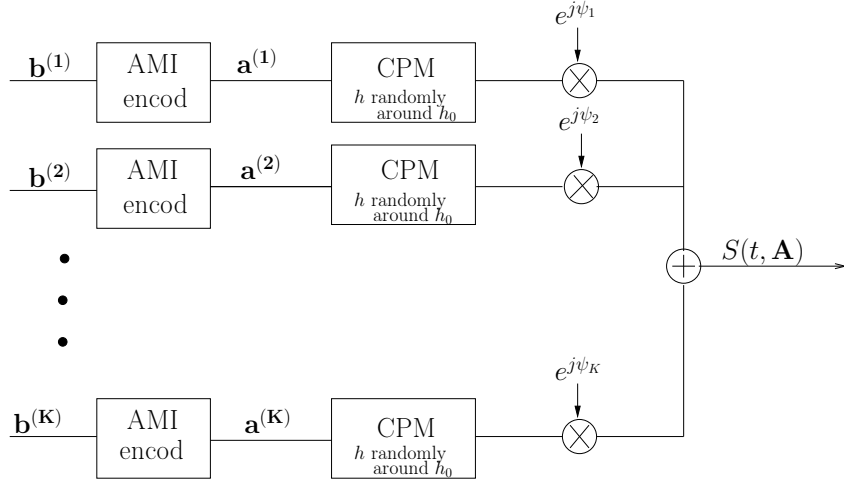 e^{jψ_1}
b^{(1)}
AMI
encod
a^{(1)}
CPM
h randomly
around h_0
e^{jψ_2}
b^{(2)}
AMI
encod
a^{(2)}
CPM
h randomly
around h_0
S(t, A)
e^{jψ_K}
b^{(K)}
AMI
encod
a^{(K)}
CPM
h randomly
around h_0